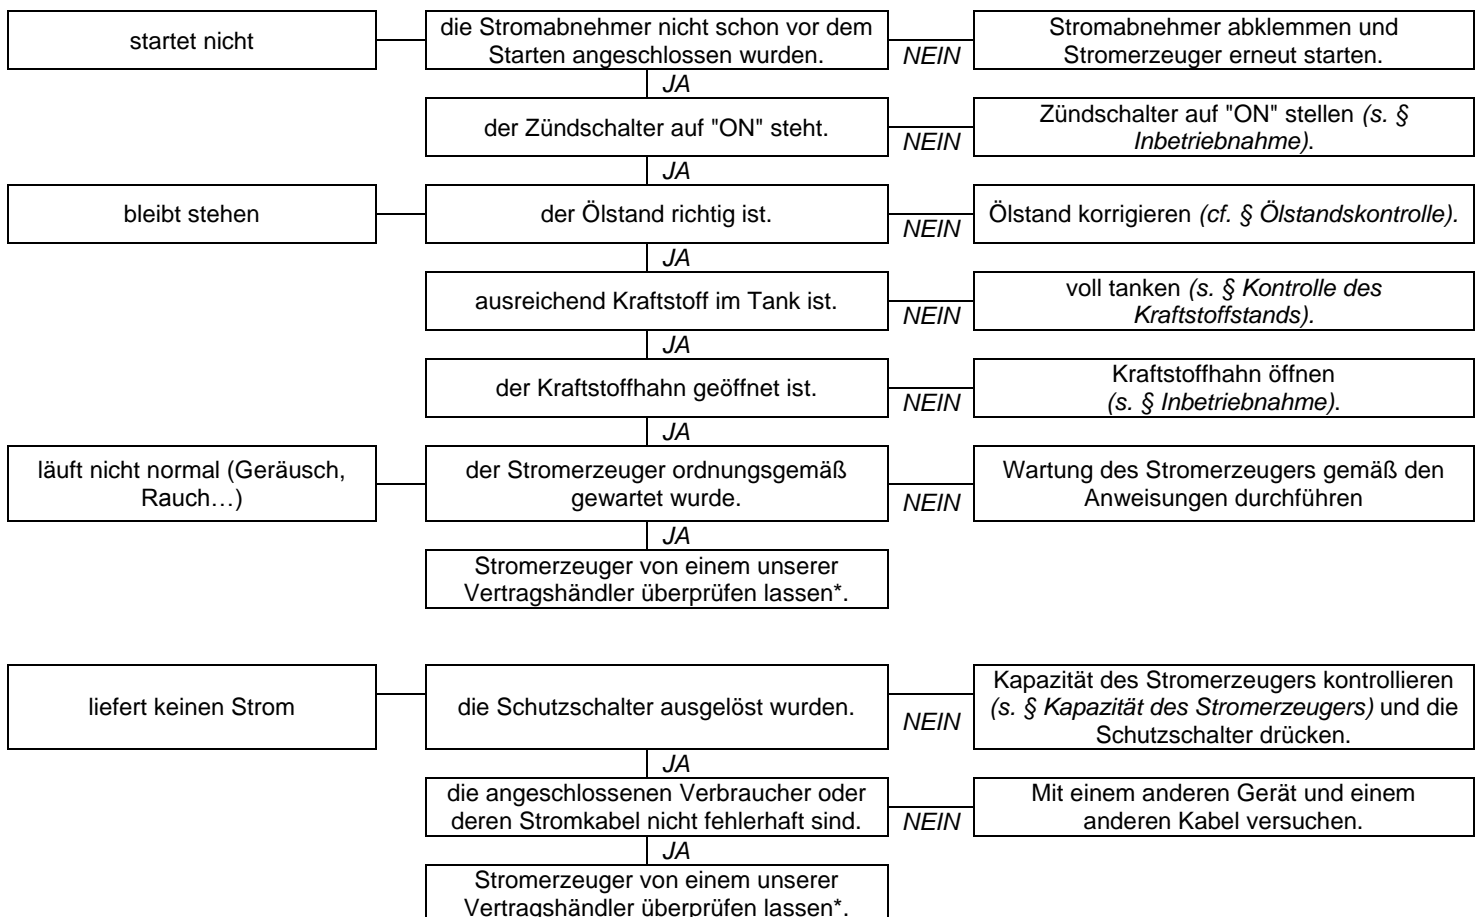 startet nicht
die Stromabnehmer nicht schon vor dem
Starten angeschlossen wurden.
NEIN
Stromabnehmer abklemmen und
Stromerzeuger erneut starten.
JA
der Zündschalter auf "ON" steht.
NEIN
Zündschalter auf "ON" stellen (s. §
Inbetriebnahme).
JA
bleibt stehen
der Ölstand richtig ist.
NEIN
Ölstand korrigieren (cf. § Ölstandskontrolle).
JA
ausreichend Kraftstoff im Tank ist.
NEIN
voll tanken (s. § Kontrolle des
Kraftstoffstands).
JA
der Kraftstoffhahn geöffnet ist.
NEIN
Kraftstoffhahn öffnen
(s. § Inbetriebnahme).
JA
läuft nicht normal (Geräusch,
Rauch…)
der Stromerzeuger ordnungsgemäß
gewartet wurde.
NEIN
Wartung des Stromerzeugers gemäß den
Anweisungen durchführen
JA
Stromerzeuger von einem unserer
Vertragshändler überprüfen lassen*.
liefert keinen Strom
die Schutzschalter ausgelöst wurden.
NEIN
Kapazität des Stromerzeugers kontrollieren
(s. § Kapazität des Stromerzeugers) und die
Schutzschalter drücken.
JA
die angeschlossenen Verbraucher oder
deren Stromkabel nicht fehlerhaft sind.
NEIN
Mit einem anderen Gerät und einem
anderen Kabel versuchen.
JA
Stromerzeuger von einem unserer
Vertragshändler überprüfen lassen*.